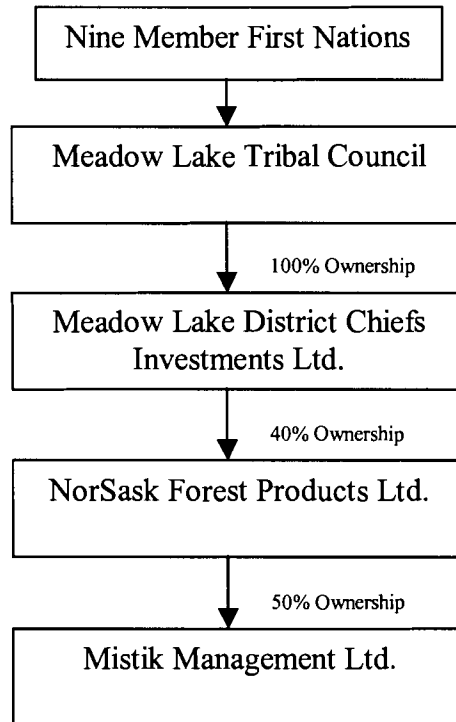 Nine Member First Nations
Meadow Lake Tribal Council
100% Ownership
Meadow Lake District Chiefs
Investments Ltd.
40% Ownership
NorSask Forest Products Ltd.
50% Ownership
Mistik Management Ltd.